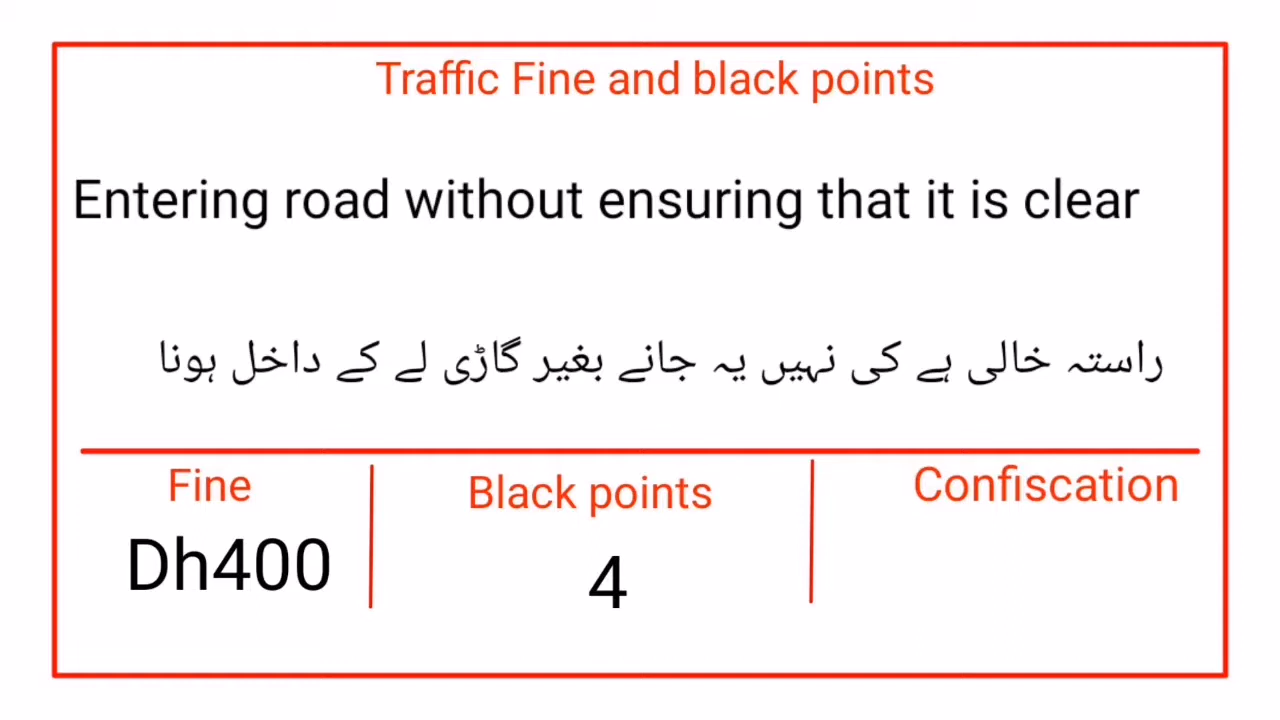 Traffic Fine and black points
Entering road without ensuring that it is clear
راستہ خالی ہے کی نہیں یہ جانے بغیر گاڑی لے کے داخل ہونا
Fine
Black points
Confiscation
Dh400
4